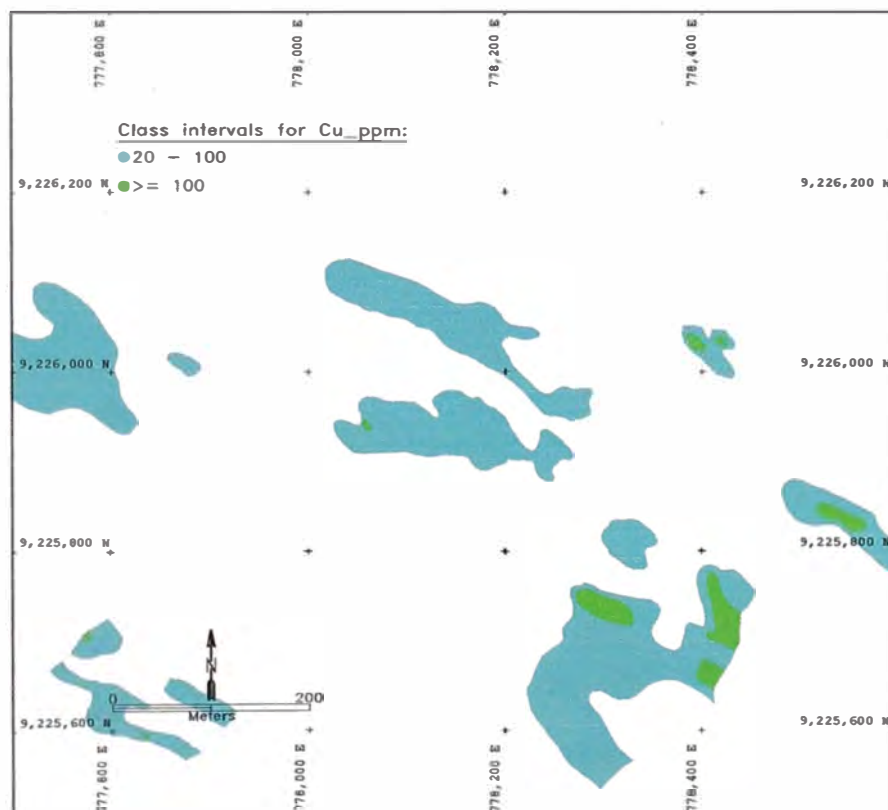 777,800 E
778,000 E
778,200 E
778,400 E
Class intervals for Cu_ppm:
20 - 100
>= 100
9,226,200 N
9,226,200 N
9,226,000 N
9,226,000 N
9,225,800 N
9,225,800 N
N
0
200
Meters
9,225,600 N
9,225,600 N
777,800 E
778,000 E
778,200 E
778,400 E